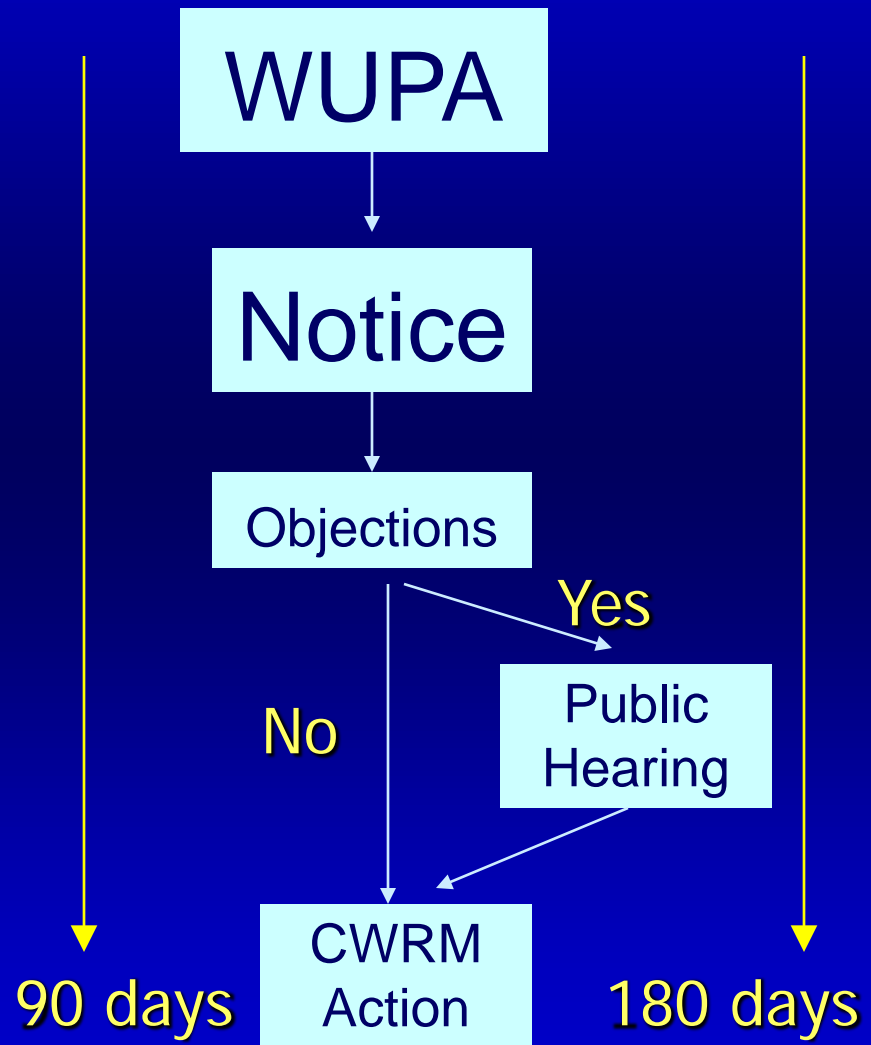 WUPA
Notice
Objections
Yes
No
Public
Hearing
CWRM
Action
90 days
180 days